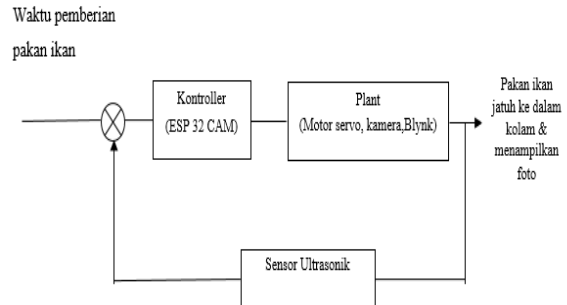 Waktu pemberian
pakan ikan
Kontroller
(ESP 32 CAM)
Plant
(Motor servo, kamera,Blynk)
Pakan ikan
jatuh ke dalam
kolam &
menampilkan
foto
Sensor Ultrasonik